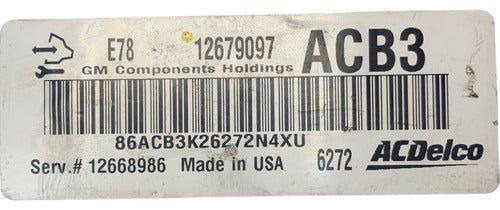 E78 12679097 ACB3
GM Components Holdings
86ACB3K26272N4XU
Serv.# 12668986 Made in USA 6272 ACDelco